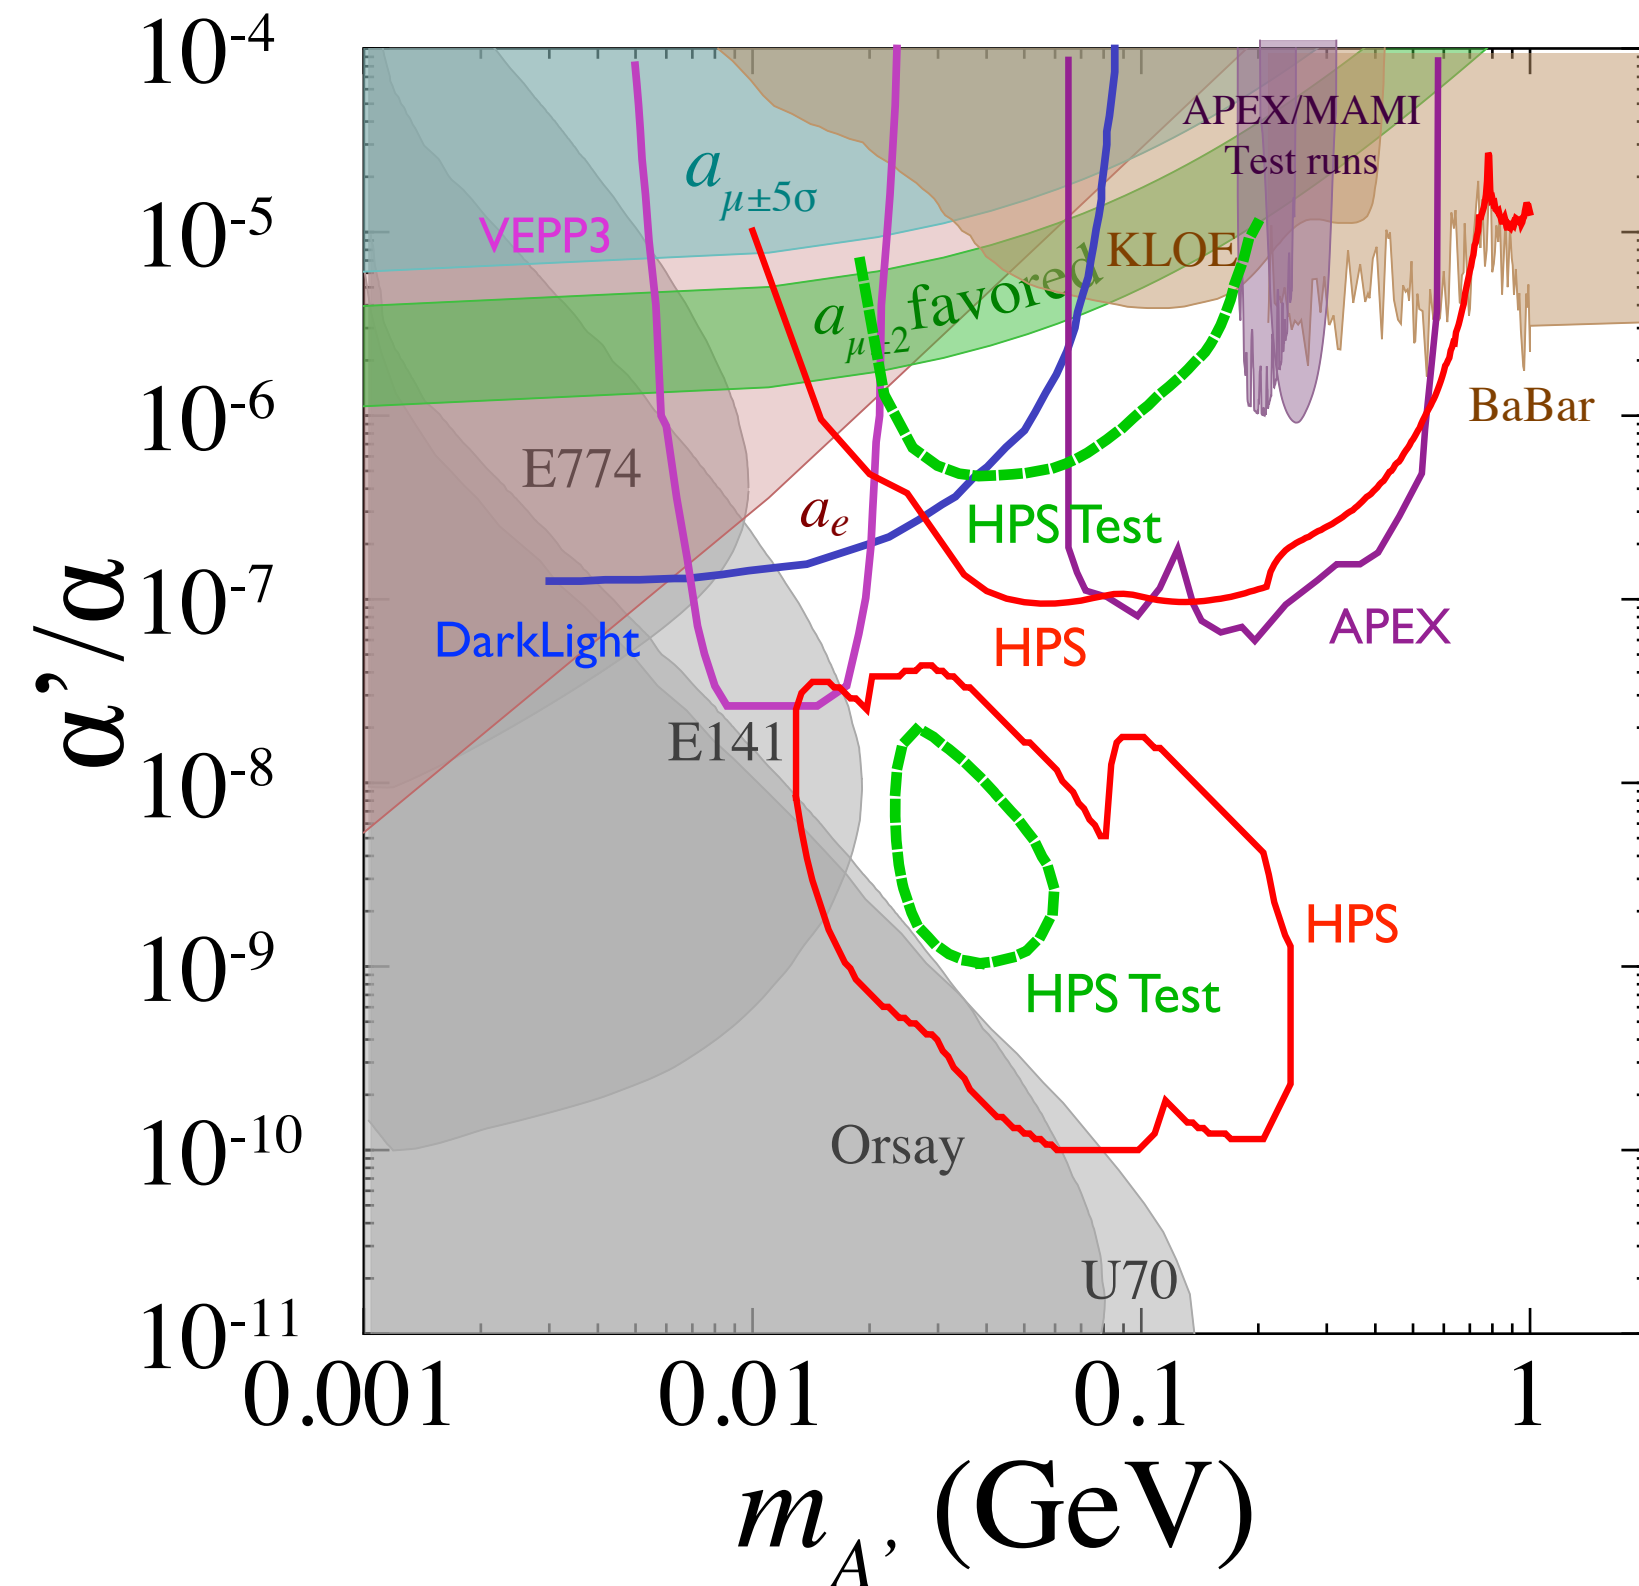 10-4
10-5
10-6
10-7
10-8
10-9
10-10
10-11
α’/α
0.001
0.01
0.1
1
mA’ (GeV)
aμ±5σ
VEPP3
APEX/MAMI
Test runs
KLOE
aμ±2 favored
BaBar
E774
ae
HPS Test
DarkLight
HPS
APEX
E141
HPS
HPS Test
Orsay
U70